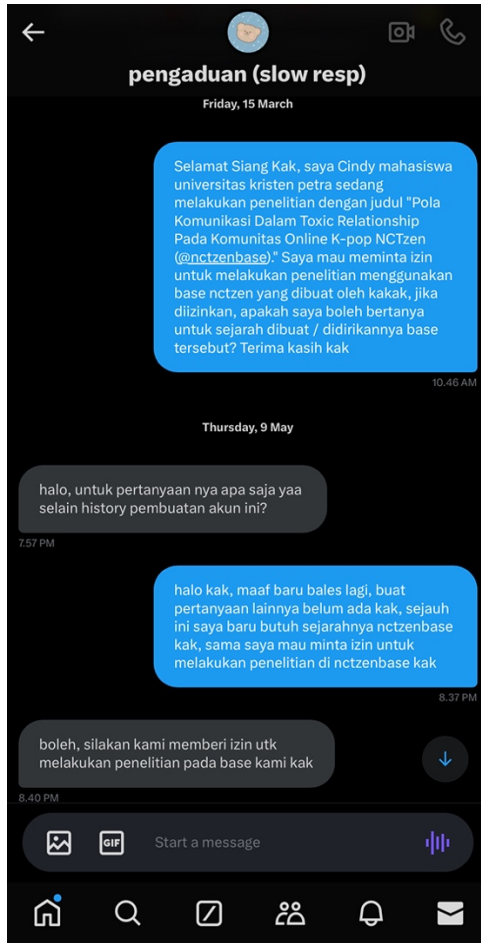 pengaduan (slow resp)
Friday, 15 March
Selamat Siang Kak, saya Cindy mahasiswa
universitas kristen petra sedang
melakukan penelitian dengan judul "Pola
Komunikasi Dalam Toxic Relationship
Pada Komunitas Online K-pop NCTzen
(@nctzenbase)." Saya mau meminta izin
untuk melakukan penelitian menggunakan
base nctzen yang dibuat oleh kakak, jika
diizinkan, apakah saya boleh bertanya
untuk sejarah dibuat / didirikannya base
tersebut? Terima kasih kak
10.46 AM
Thursday, 9 May
halo, untuk pertanyaan nya apa saja yaa
selain history pembuatan akun ini?
7.57 PM
halo kak, maaf baru bales lagi, buat
pertanyaan lainnya belum ada kak, sejauh
ini saya baru butuh sejarahnya nctzenbase
kak, sama saya mau minta izin untuk
melakukan penelitian di nctzenbase kak
8.37 PM
boleh, silakan kami memberi izin utk
melakukan penelitian pada base kami kak
8.40 PM
GIF
Start a message